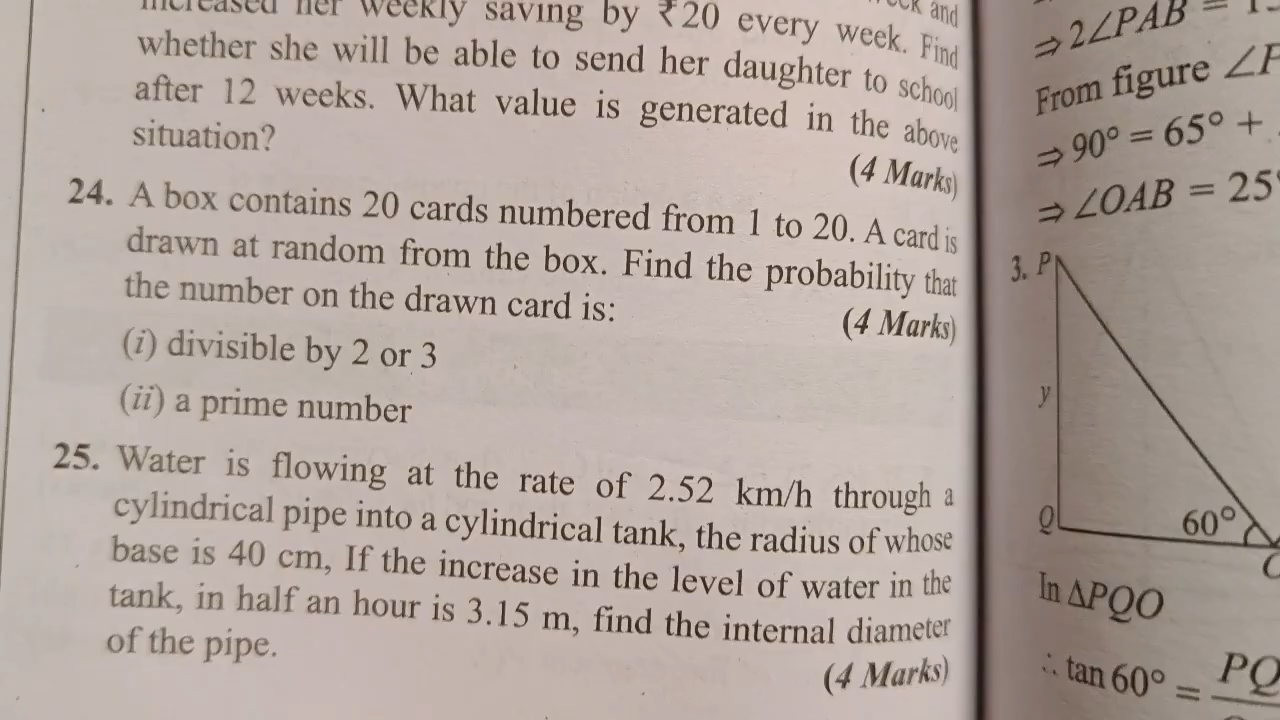 increased her weekly saving by ₹20 every week. Find
whether she will be able to send her daughter to school
after 12 weeks. What value is generated in the above
situation?
(4 Marks)
24. A box contains 20 cards numbered from 1 to 20. A card is
drawn at random from the box. Find the probability that
the number on the drawn card is:
(4 Marks)
(i) divisible by 2 or 3
(ii) a prime number
25. Water is flowing at the rate of 2.52 km/h through a
cylindrical pipe into a cylindrical tank, the radius of whose
base is 40 cm, If the increase in the level of water in the
tank, in half an hour is 3.15 m, find the internal diameter
of the pipe.
(4 Marks)
⇒ 2∠PAB =
From figure
⇒ 90° = 65° +
⇒ ∠OAB = 25°
3. P
y
Q
60°
In ΔPQO
∴ tan 60° = PQ